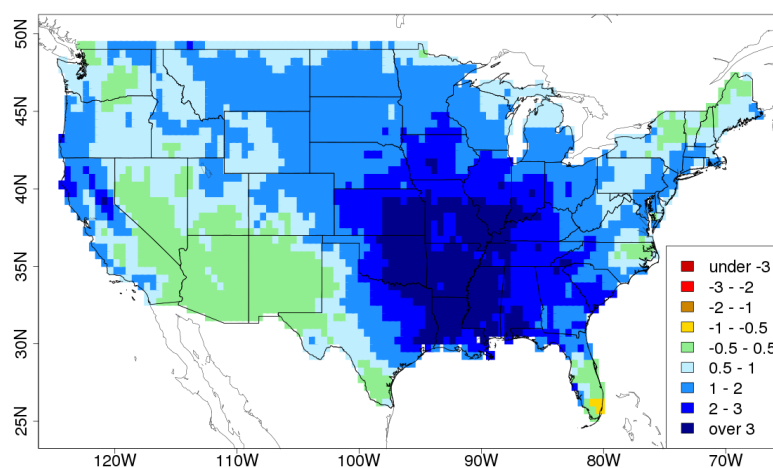 50N
45N
40N
35N
30N
25N
under -3
-3 - -2
-2 - -1
-1 - -0.5
-0.5 - 0.5
0.5 - 1
1 - 2
2 - 3
over 3
120W 110W 100W 90W 80W 70W